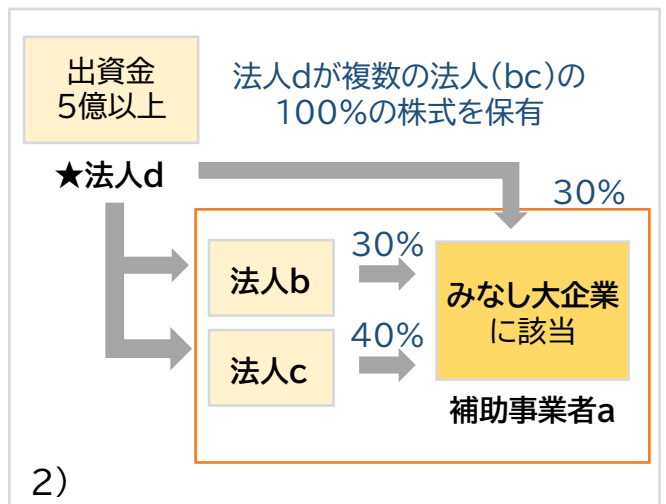 出資金
5億以上
法人dが複数の法人(bc)の
100%の株式を保有
★法人d
30%
法人b
30%
みなし大企業
に該当
法人c
40%
補助事業者a
2)